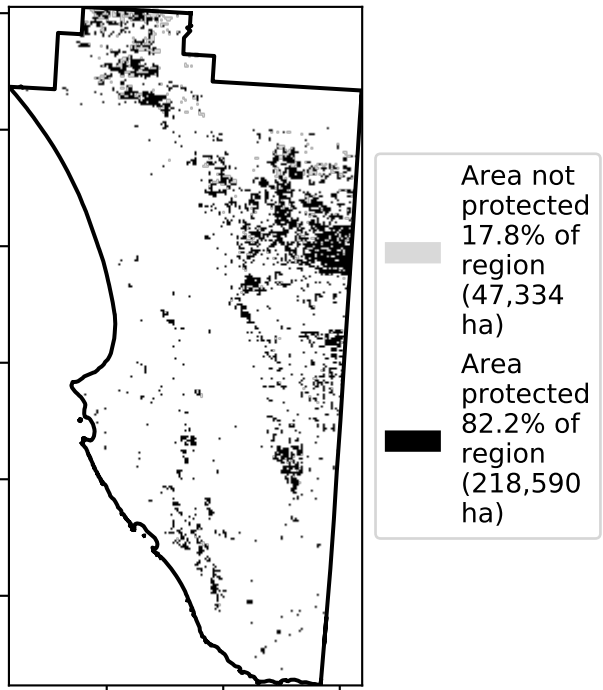 Area not
protected
17.8% of
region
(47,334
ha)
Area
protected
82.2% of
region
(218,590
ha)